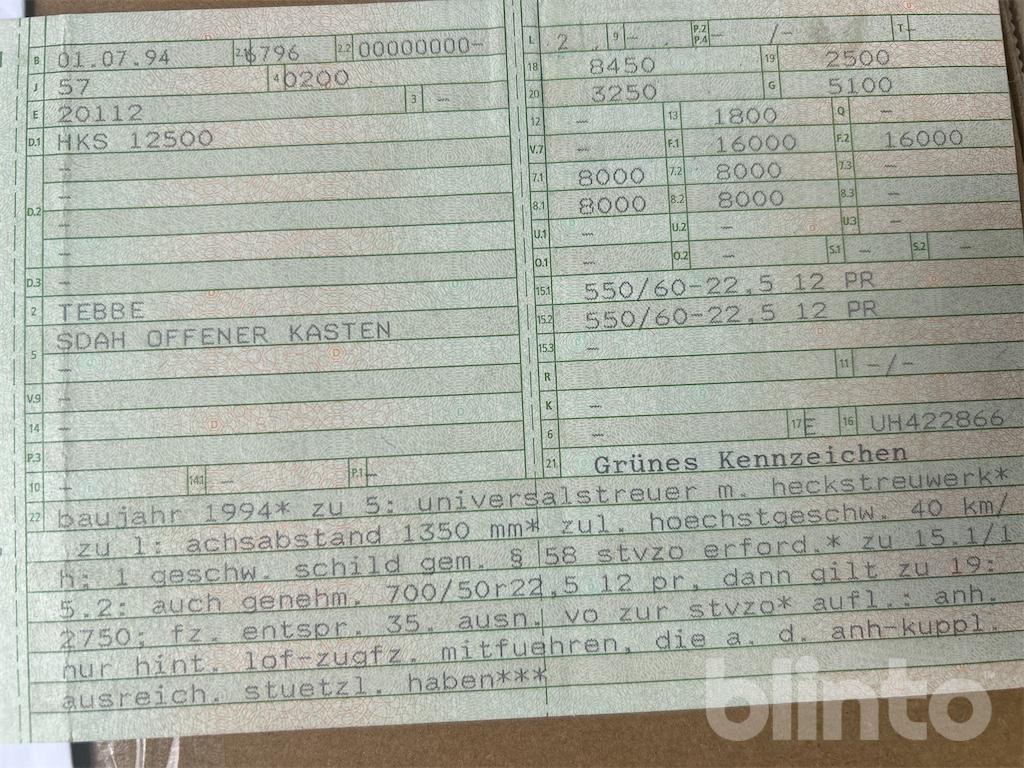 B 01.07.94 2.1 6796 2.2 00000000-
J 57 4 0200
E 20112 3 —
D.1 HKS 12500
—
D.2 —
—
—
D.3 —
2 TEBBE
SDAH OFFENER KASTEN
5 —
V.9 —
14 —
P.3
10 — 14.1 — P.1 —
L 2 9 — P.2 P.4 — /— T —
18 8450 19 2500
20 3250 G 5100
12 — 13 1800 Q —
V.7 — F.1 16000 F.2 16000
7.1 8000 7.2 8000 7.3 —
8.1 8000 8.2 8000 8.3 —
U.1 — U.2 — U.3 —
O.1 — O.2 — S.1 — S.2 —
15.1 550/60-22,5 12 PR
15.2 550/60-22,5 12 PR
15.3 —
R 11 —/—
K —
6 — 17 E 16 UH422866
21 Grünes Kennzeichen
22 baujahr 1994* zu 5: universalstreuer m. heckstreuwerk*
zu l: achsabstand 1350 mm* zul. hoechstgeschw. 40 km/
h: 1 geschw. schild gem. § 58 stvzo erford.* zu 15.1/1
5.2: auch genehm. 700/50r22,5 12 pr, dann gilt zu 19:
2750; fz. entspr. 35. ausn. vo zur stvzo* aufl.: anh.
nur hint. lof-zugfz. mitfuehren, die a. d. anh-kuppl.
ausreich. stuetzl. haben***
blinto